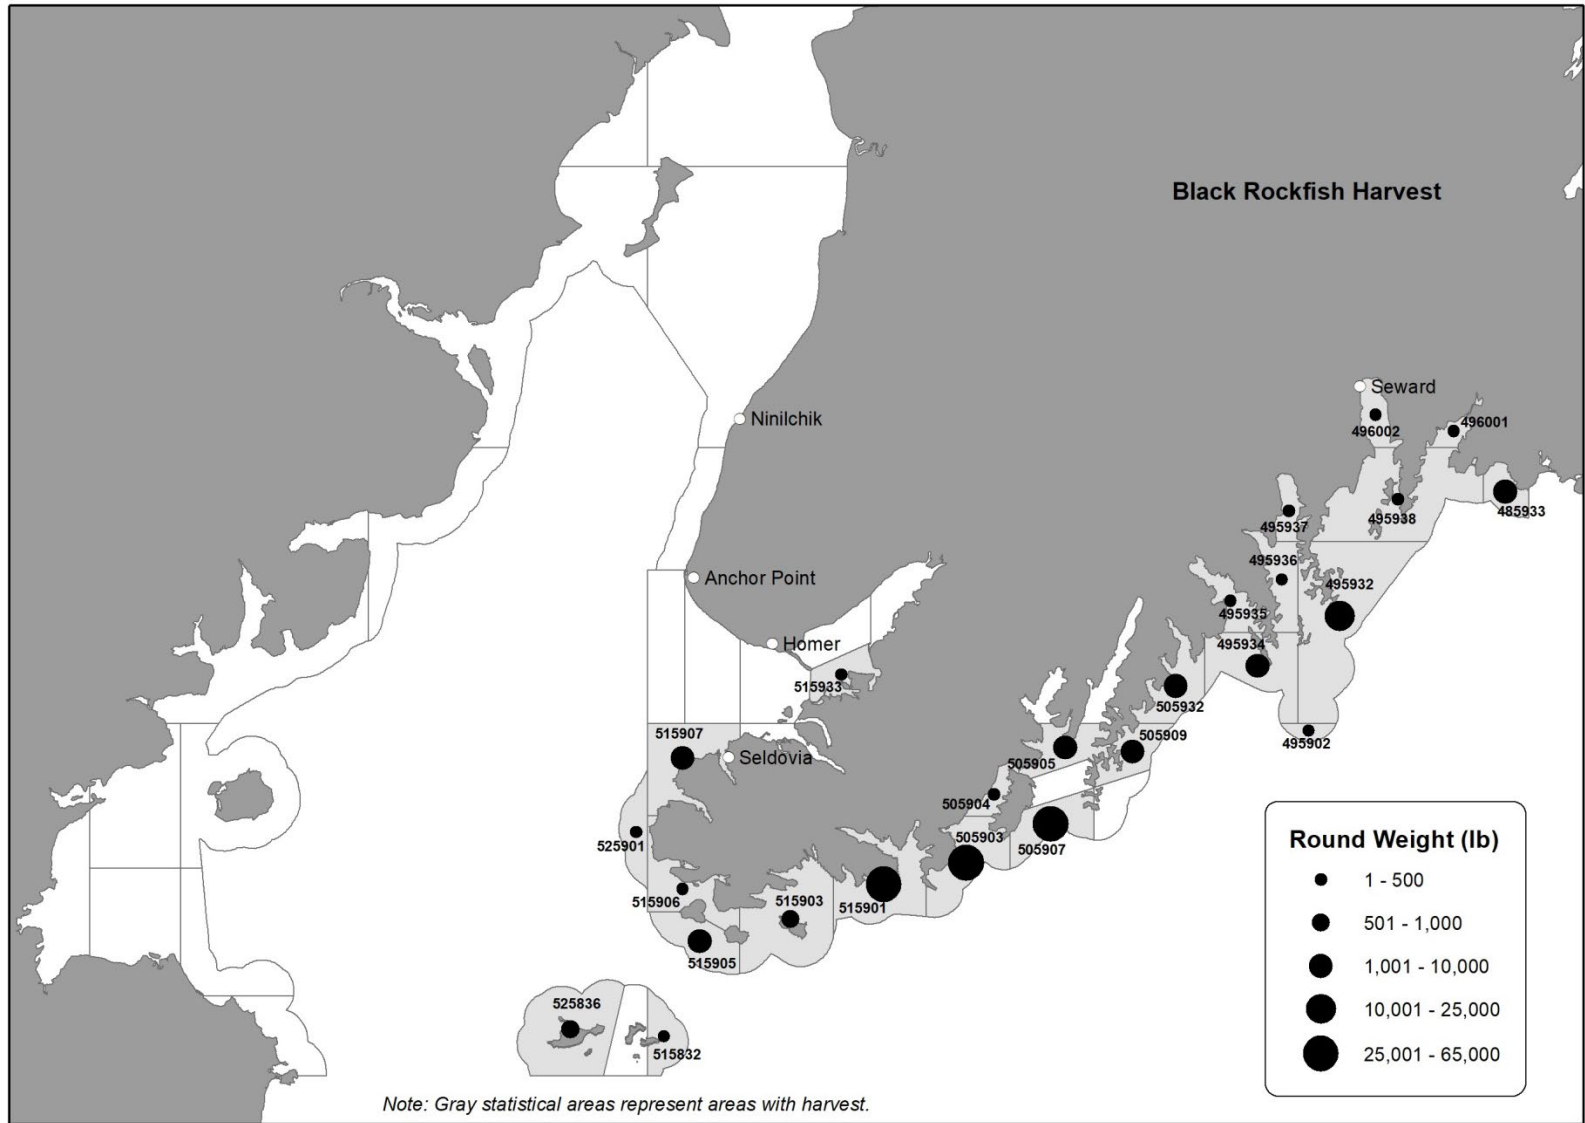 Black Rockfish Harvest
Seward
496002
496001
Ninilchik
495938
485933
495937
495936
495932
Anchor Point
495935
Homer
495934
515933
505932
515907
505909
495902
Seldovia
505905
505904
505903
505907
525901
515906
515903
515901
515905
525836
515832
Round Weight (lb)
1 - 500
501 - 1,000
1,001 - 10,000
10,001 - 25,000
25,001 - 65,000
Note: Gray statistical areas represent areas with harvest.